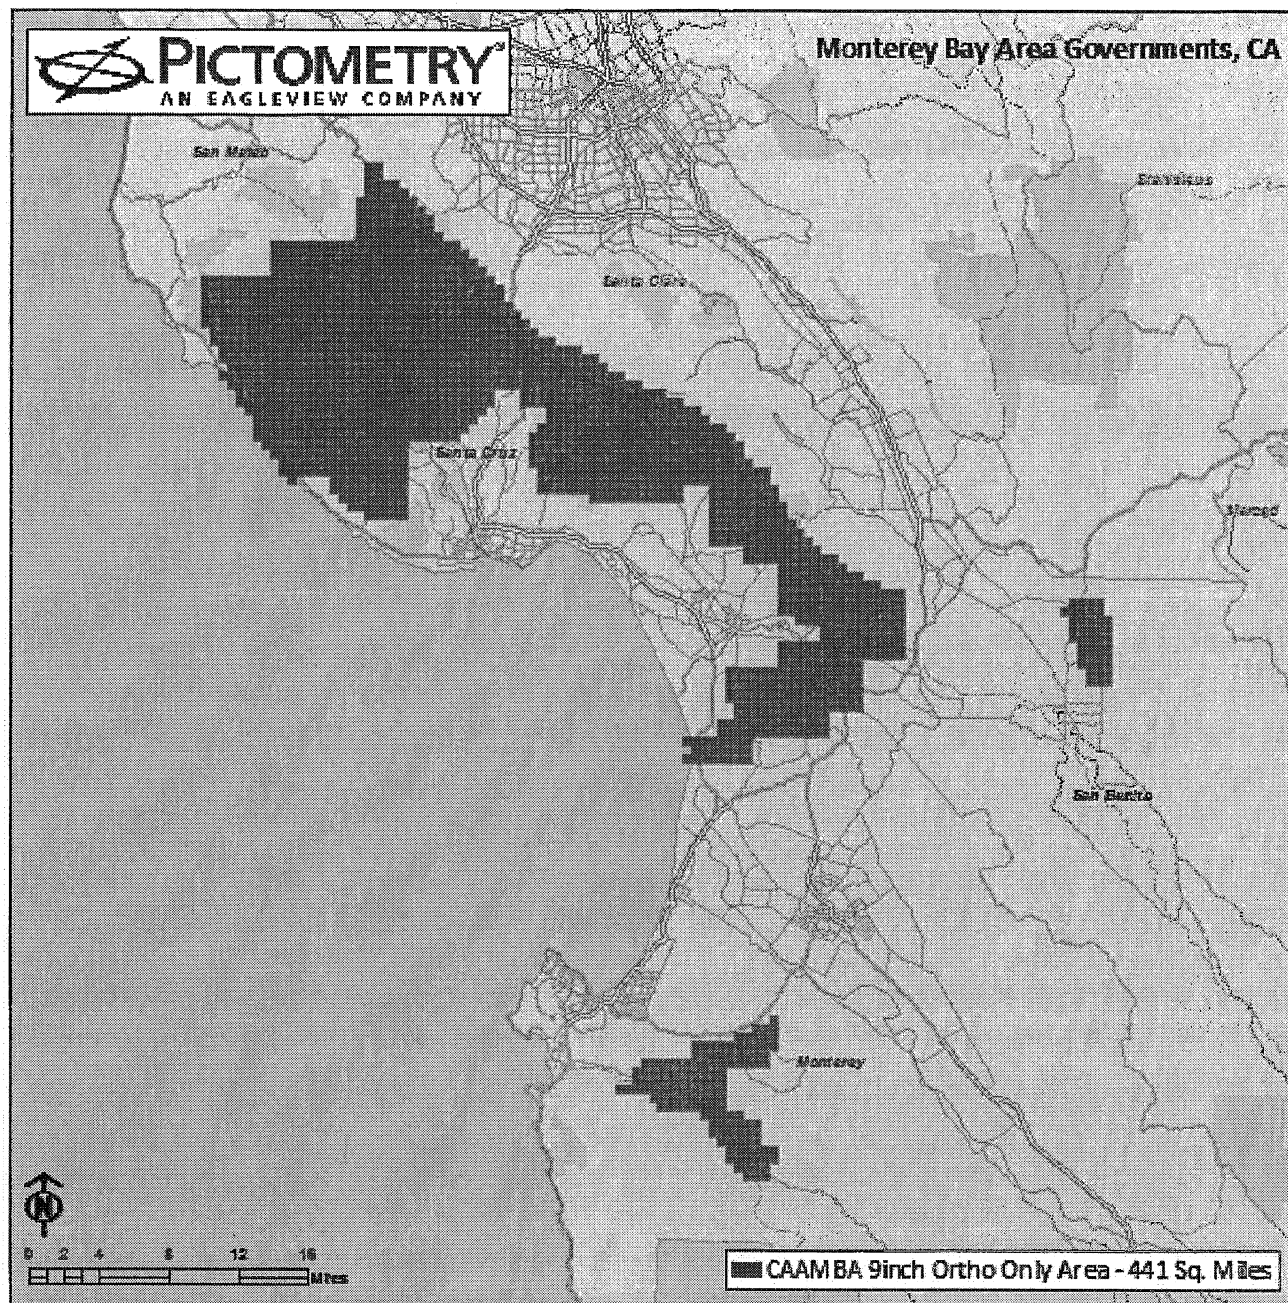 PICTOMETRY
AN EAGLEVIEW COMPANY
Monterey Bay Area Governments, CA
San Mateo
Stanislaus
Santa Clara
Santa Cruz
Merced
San Benito
Monterey
N
0 2 4 8 12 16
Miles
CAAMBA 9inch Ortho Only Area - 441 Sq. Miles